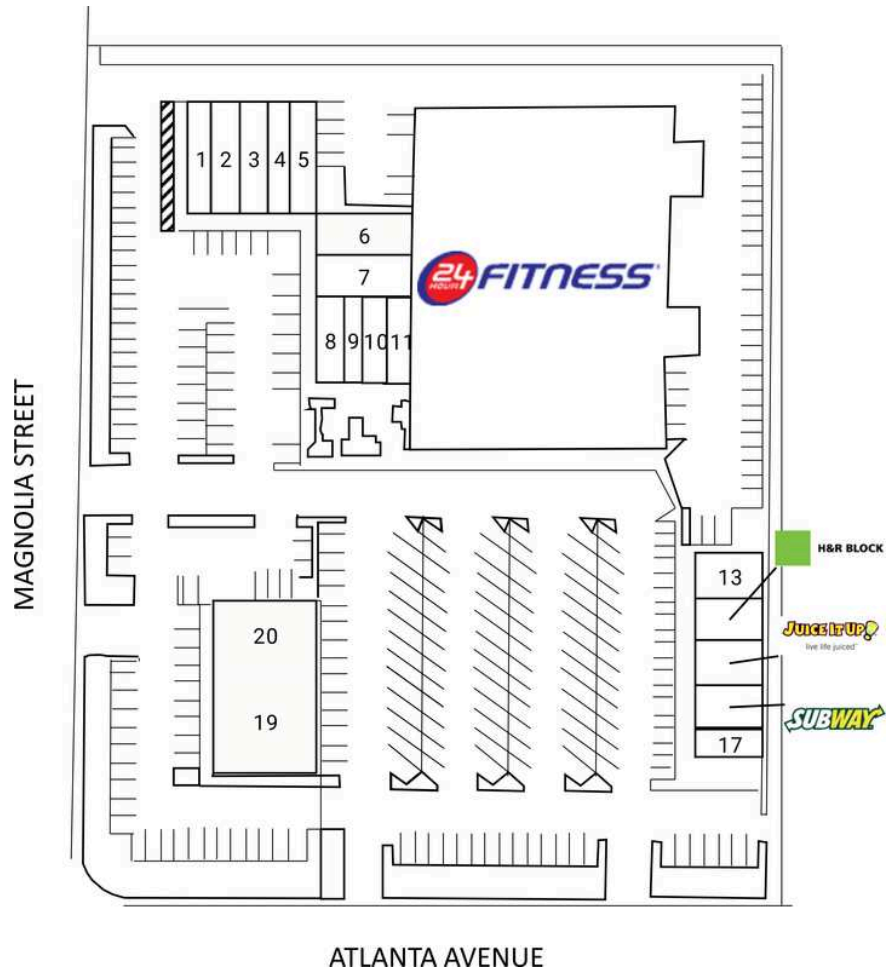 1 2 3 4 5
6
7
24 HOUR FITNESS
8 9 10 11
MAGNOLIA STREET
H&R BLOCK
13
JUICE IT UP!
live life juiced
SUBWAY
17
20
19
ATLANTA AVENUE